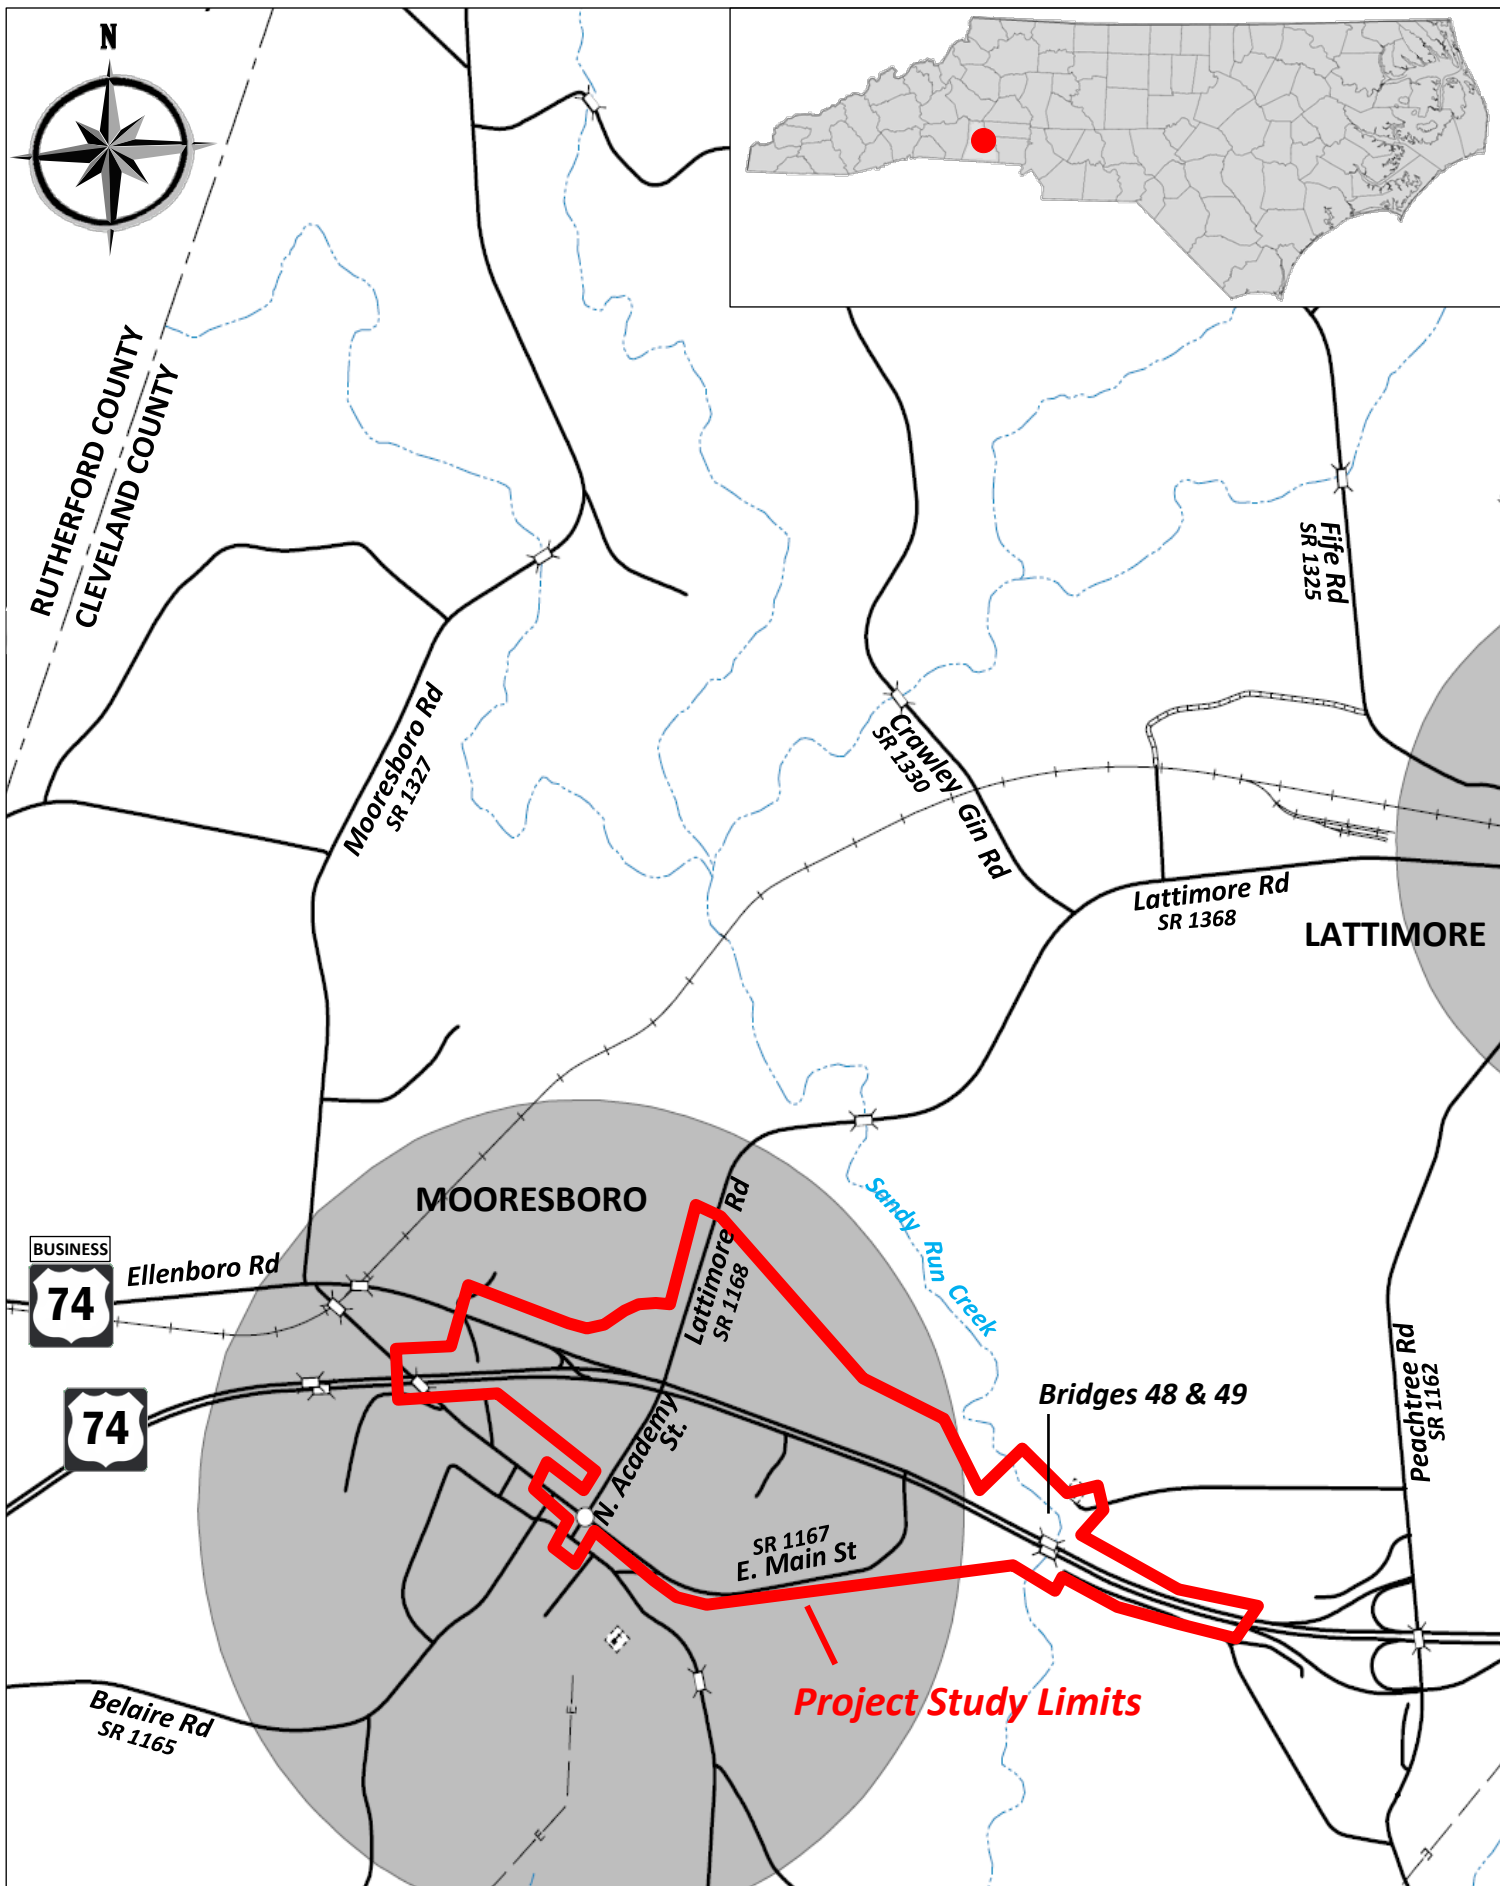 N
RUTHERFORD COUNTY
CLEVELAND COUNTY
Fife Rd
SR 1325
Mooresboro Rd
SR 1327
Crawley Gin Rd
SR 1330
Lattimore Rd
SR 1368
LATTIMORE
MOORESBORO
Lattimore Rd
SR 1168
Sandy Run Creek
BUSINESS
74
Ellenboro Rd
74
Bridges 48 & 49
Peachtree Rd
SR 1162
N. Academy
St.
SR 1167
E. Main St
Project Study Limits
Belaire Rd
SR 1165
E
E
E